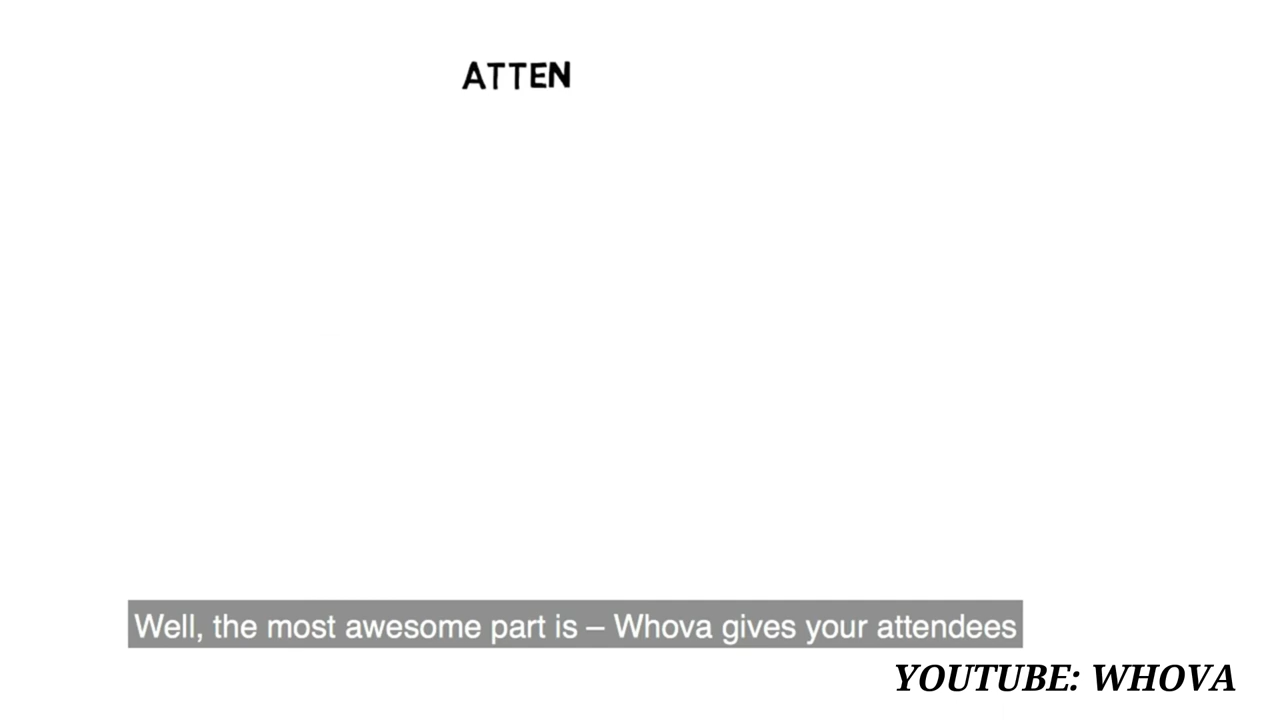 ATTEN
Well, the most awesome part is – Whova gives your attendees
YOUTUBE: WHOVA